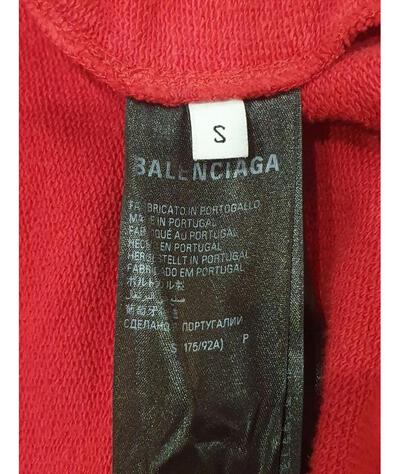 S
BALENCIAGA
FABBRICATO IN PORTOGALLO
MADE IN PORTUGAL
FABRIQUÉ AU PORTUGAL
HECHO EN PORTUGAL
HERGESTELLT IN PORTUGAL
FABRICADO EM PORTUGAL
ポルトガル製
葡萄牙
СДЕЛАНО В ПОРТУГАЛИИ
S 175/92A) P